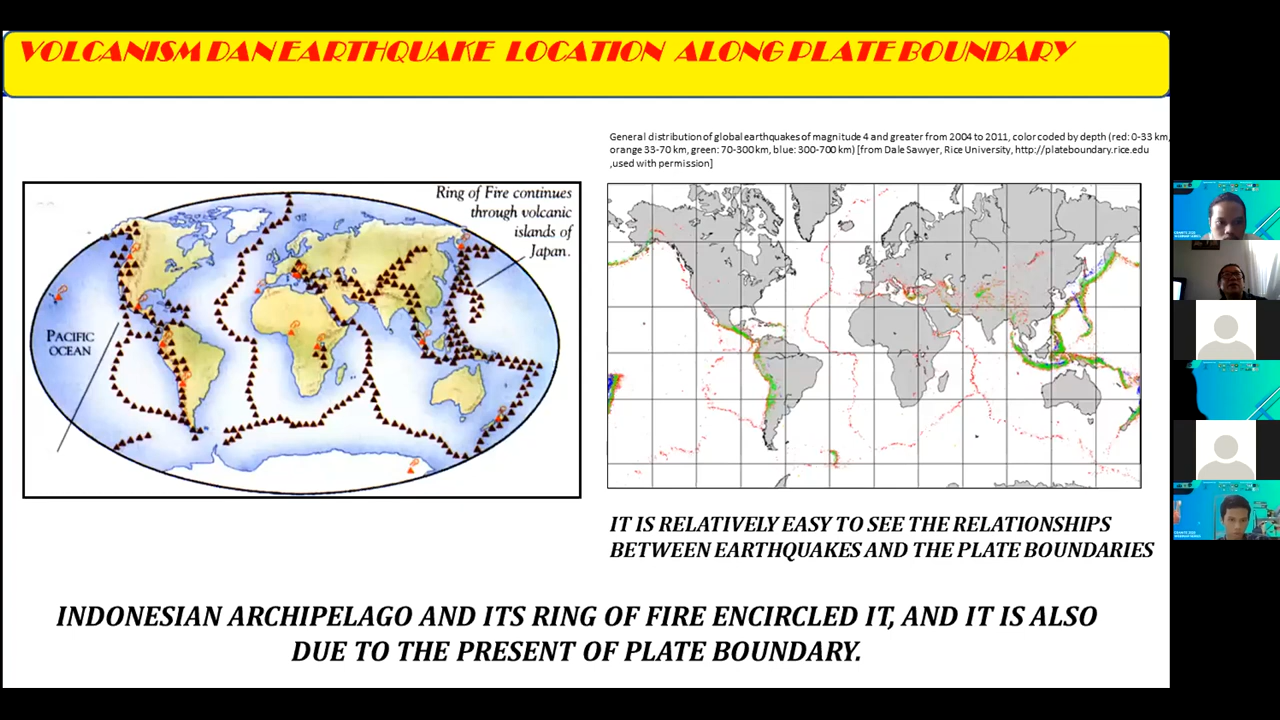 VOLCANISM DAN EARTHQUAKE LOCATION ALONG PLATE BOUNDARY
General distribution of global earthquakes of magnitude 4 and greater from 2004 to 2011, color coded by depth (red: 0-33 km,
orange 33-70 km, green: 70-300km, blue: 300-700 km) [from Dale Sawyer, Rice University, http://plateboundary.rice.edu
,used with permission]
Ring of Fire continues
through volcanic
islands of
Japan.
PACIFIC
OCEAN
IT IS RELATIVELY EASY TO SEE THE RELATIONSHIPS
BETWEEN EARTHQUAKES AND THE PLATE BOUNDARIES
INDONESIAN ARCHIPELAGO AND ITS RING OF FIRE ENCIRCLED IT, AND IT IS ALSO
DUE TO THE PRESENT OF PLATE BOUNDARY.